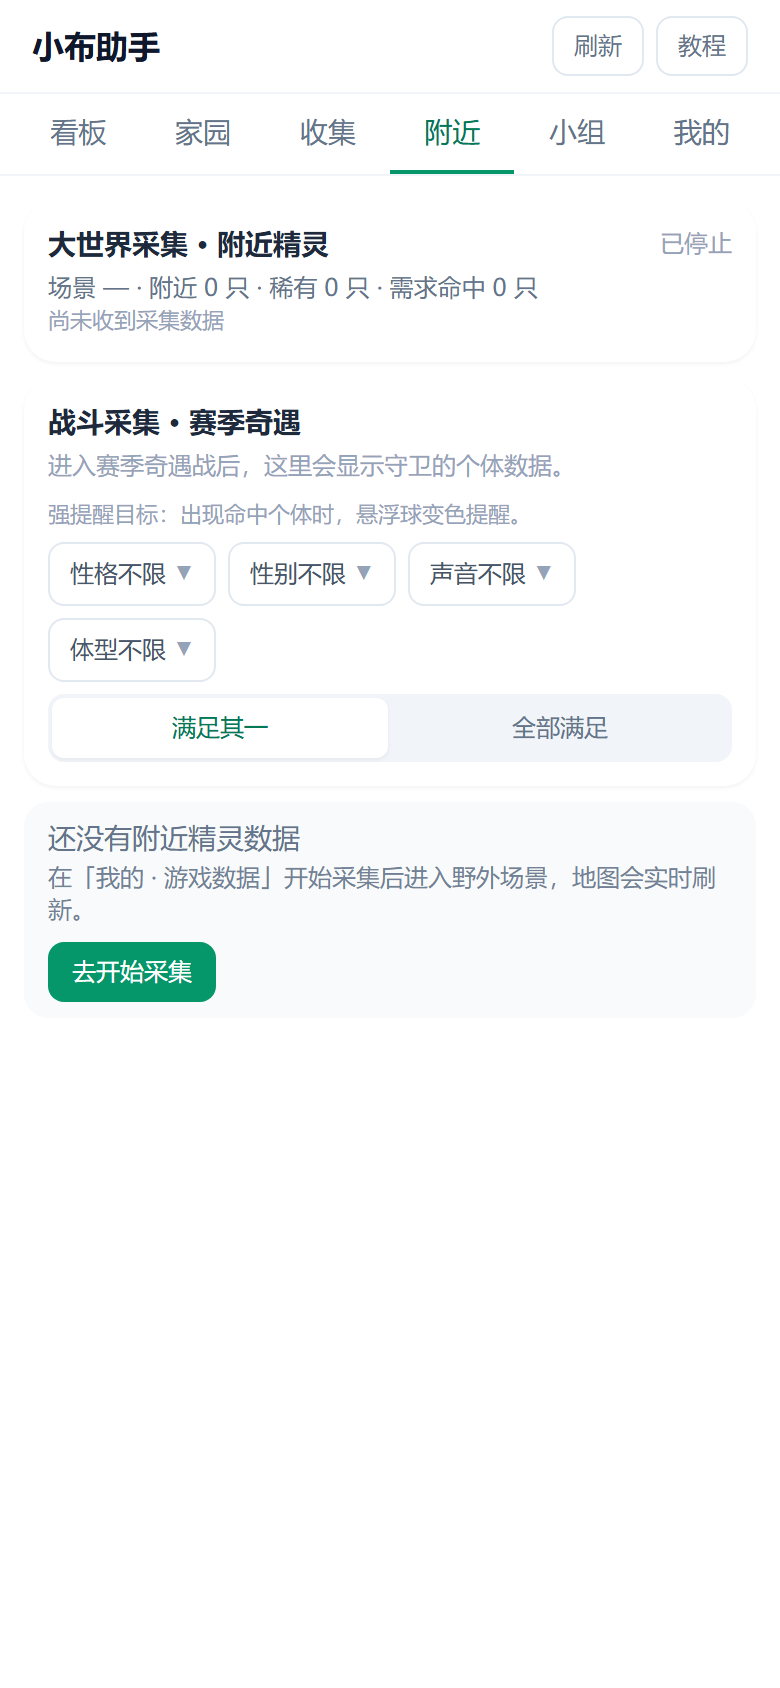 小布助手
刷新
教程
看板
家园
收集
附近
小组
我的
大世界采集 · 附近精灵
已停止
场景 — · 附近 0 只 · 稀有 0 只 · 需求命中 0 只
尚未收到采集数据
战斗采集 · 赛季奇遇
进入赛季奇遇战后，这里会显示守卫的个体数据。
强提醒目标：出现命中个体时，悬浮球变色提醒。
性格不限 ▼
性别不限 ▼
声音不限 ▼
体型不限 ▼
满足其一
全部满足
还没有附近精灵数据
在「我的 · 游戏数据」开始采集后进入野外场景，地图会实时刷
新。
去开始采集